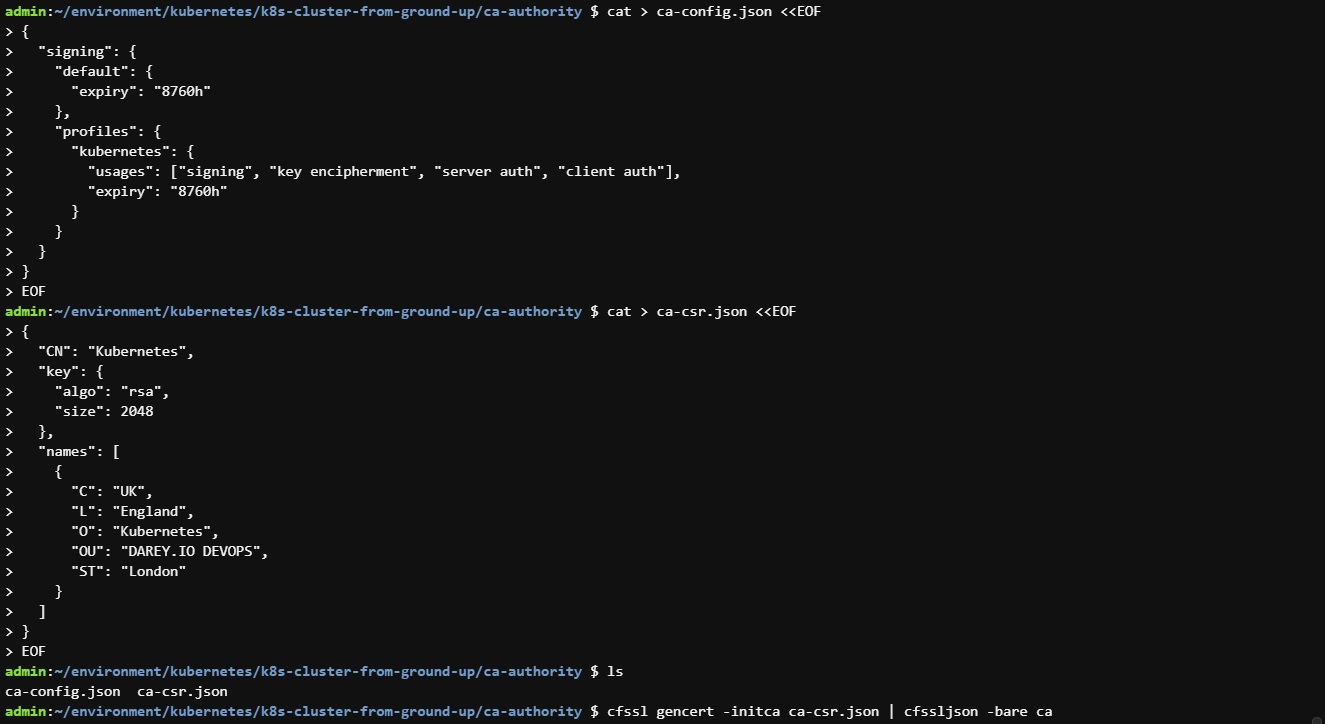 admin:~/environment/kubernetes/k8s-cluster-from-ground-up/ca-authority $ cat > ca-config.json <<EOF
> {
>   "signing": {
>     "default": {
>       "expiry": "8760h"
>     },
>     "profiles": {
>       "kubernetes": {
>         "usages": ["signing", "key encipherment", "server auth", "client auth"],
>         "expiry": "8760h"
>       }
>     }
>   }
> }
> EOF
admin:~/environment/kubernetes/k8s-cluster-from-ground-up/ca-authority $ cat > ca-csr.json <<EOF
> {
>   "CN": "Kubernetes",
>   "key": {
>     "algo": "rsa",
>     "size": 2048
>   },
>   "names": [
>     {
>       "C": "UK",
>       "L": "England",
>       "O": "Kubernetes",
>       "OU": "DAREY.IO DEVOPS",
>       "ST": "London"
>     }
>   ]
> }
> EOF
admin:~/environment/kubernetes/k8s-cluster-from-ground-up/ca-authority $ ls
ca-config.json  ca-csr.json
admin:~/environment/kubernetes/k8s-cluster-from-ground-up/ca-authority $ cfssl gencert -initca ca-csr.json | cfssljson -bare ca